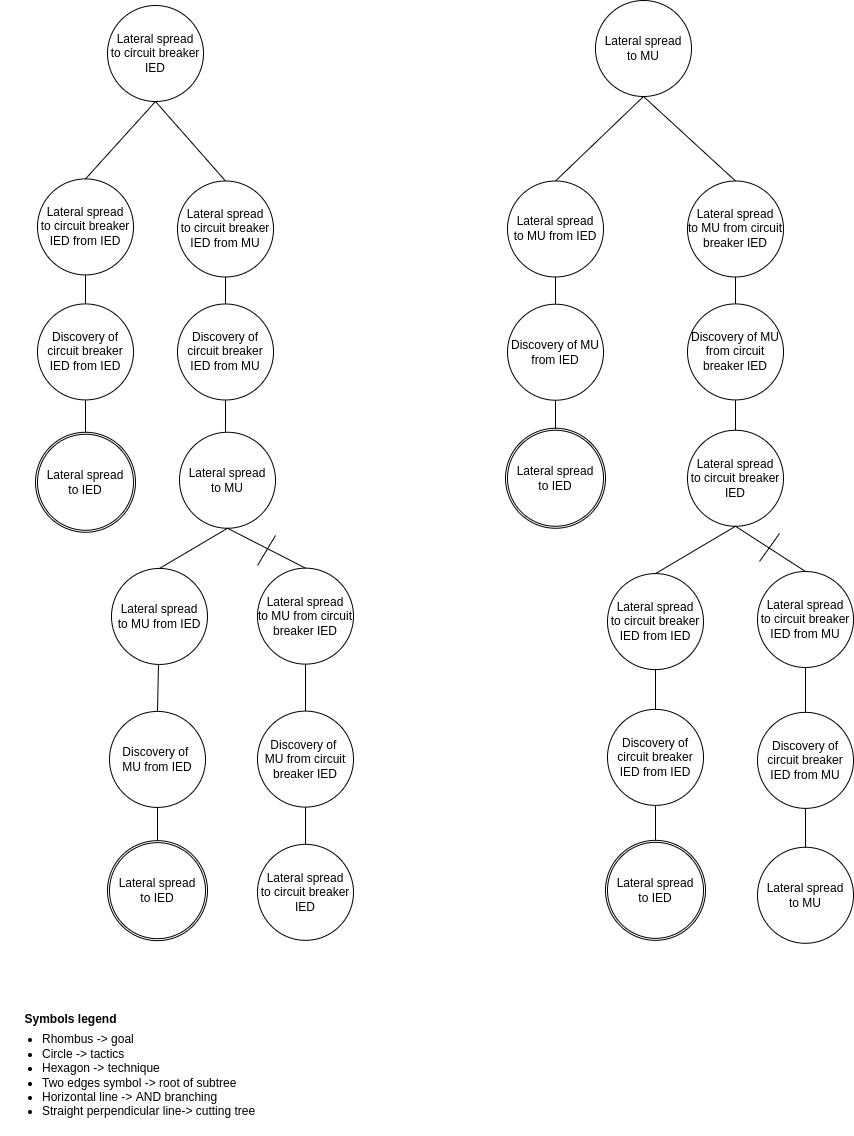 Lateral spread
to circuit breaker
IED
Lateral spread
to MU
Lateral spread
to circuit breaker
IED from IED
Lateral spread
to circuit breaker
IED from MU
Lateral spread
to MU from IED
Lateral spread
to MU from circuit
breaker IED
Discovery of
circuit breaker
IED from IED
Discovery of
circuit breaker
IED from MU
Discovery of MU
from IED
Discovery of MU
from circuit
breaker IED
Lateral spread
to IED
Lateral spread
to MU
Lateral spread
to IED
Lateral spread
to circuit breaker
IED
Lateral spread
to MU from IED
Lateral spread
to MU from circuit
breaker IED
Lateral spread
to circuit breaker
IED from IED
Lateral spread
to circuit breaker
IED from MU
Discovery of
MU from IED
Discovery of
MU from circuit
breaker IED
Discovery of
circuit breaker
IED from IED
Discovery of
circuit breaker
IED from MU
Lateral spread
to IED
Lateral spread
to circuit breaker
IED
Lateral spread
to IED
Lateral spread
to MU
Symbols legend
• Rhombus -> goal
• Circle -> tactics
• Hexagon -> technique
• Two edges symbol -> root of subtree
• Horizontal line -> AND branching
• Straight perpendicular line-> cutting tree